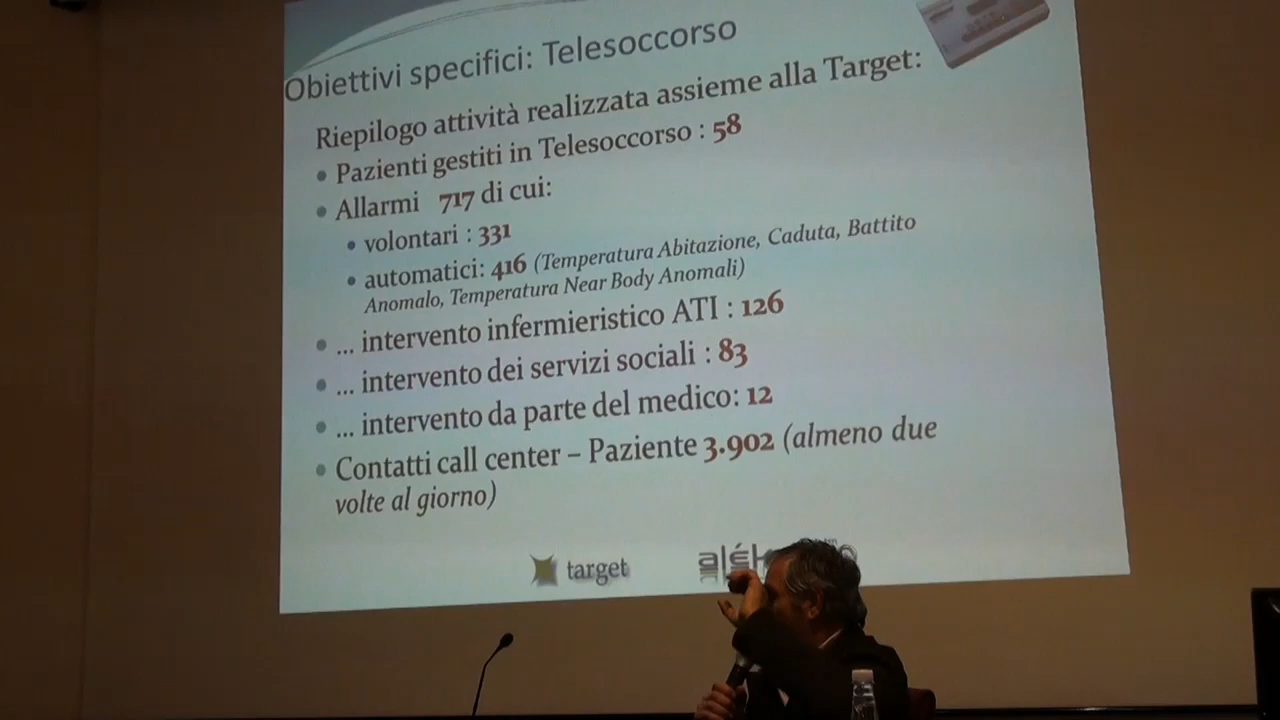 Obiettivi specifici: Telesoccorso
Riepilogo attività realizzata assieme alla Target:
• Pazienti gestiti in Telesoccorso : 58
• Allarmi 717 di cui:
• volontari : 331
• automatici: 416 (Temperatura Abitazione, Caduta, Battito
Anomalo, Temperatura Near Body Anomali)
• ... intervento infermieristico ATI : 126
• ... intervento dei servizi sociali : 83
• ... intervento da parte del medico: 12
• Contatti call center – Paziente 3.902 (almeno due
volte al giorno)
target